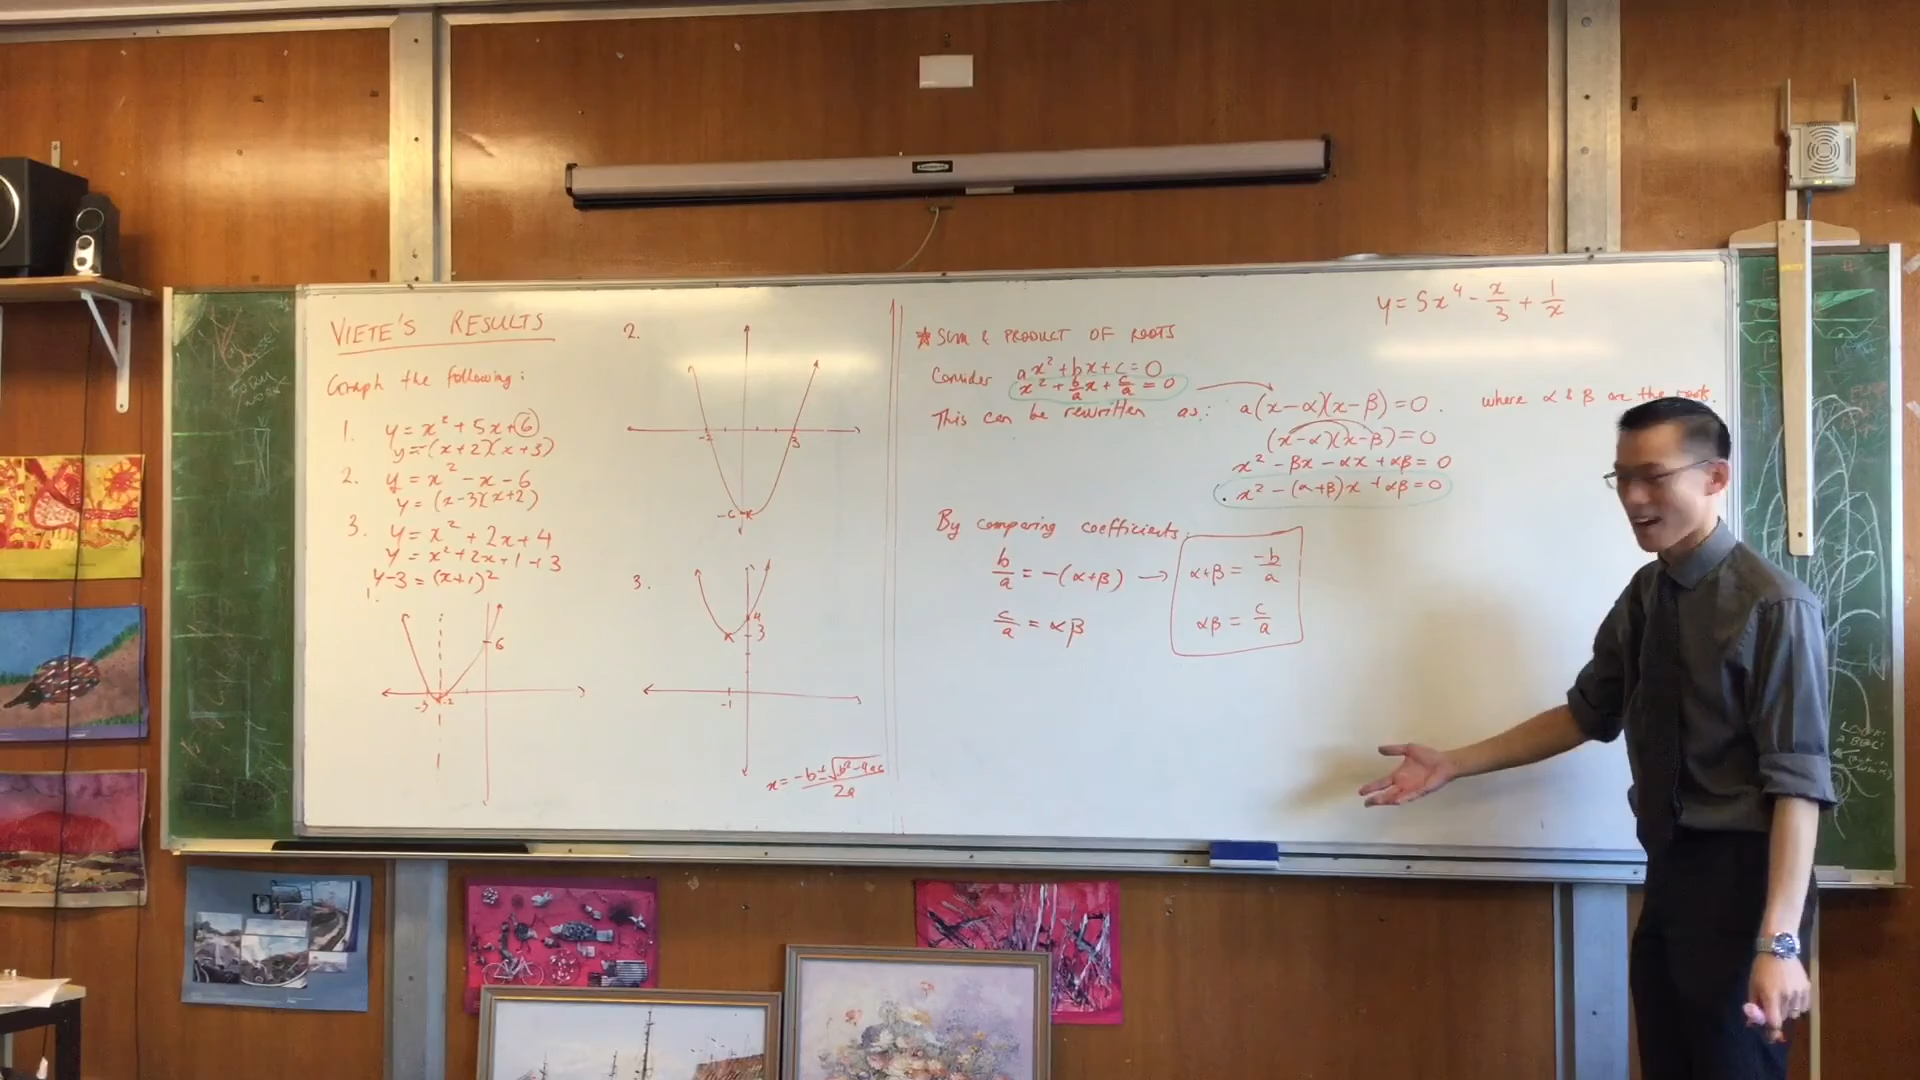 VIETE'S RESULTS
Graph the following:
1. y = x² + 5x + 6
y = (x+2)(x+3)
2. y = x² - x - 6
y = (x-3)(x+2)
3. y = x² + 2x + 4
y = x² + 2x + 1 + 3
y-3 = (x+1)²
1.
6
-3 -2
2.
-2 3
-6
3.
4
3
-1
x = (-b ± √(b²-4ac))/2a
* SUM & PRODUCT OF ROOTS
Consider ax² + bx + c = 0
x² + b/a x + c/a = 0
This can be rewritten as: a(x-α)(x-β) = 0. where α & β are the roots.
(x-α)(x-β) = 0
x² - βx - αx + αβ = 0
x² - (α+β)x + αβ = 0
By comparing coefficients:
b/a = -(α+β) → α+β = -b/a
c/a = αβ
αβ = c/a
y = 5x⁴ - x/3 + 1/x
FORM
WORK